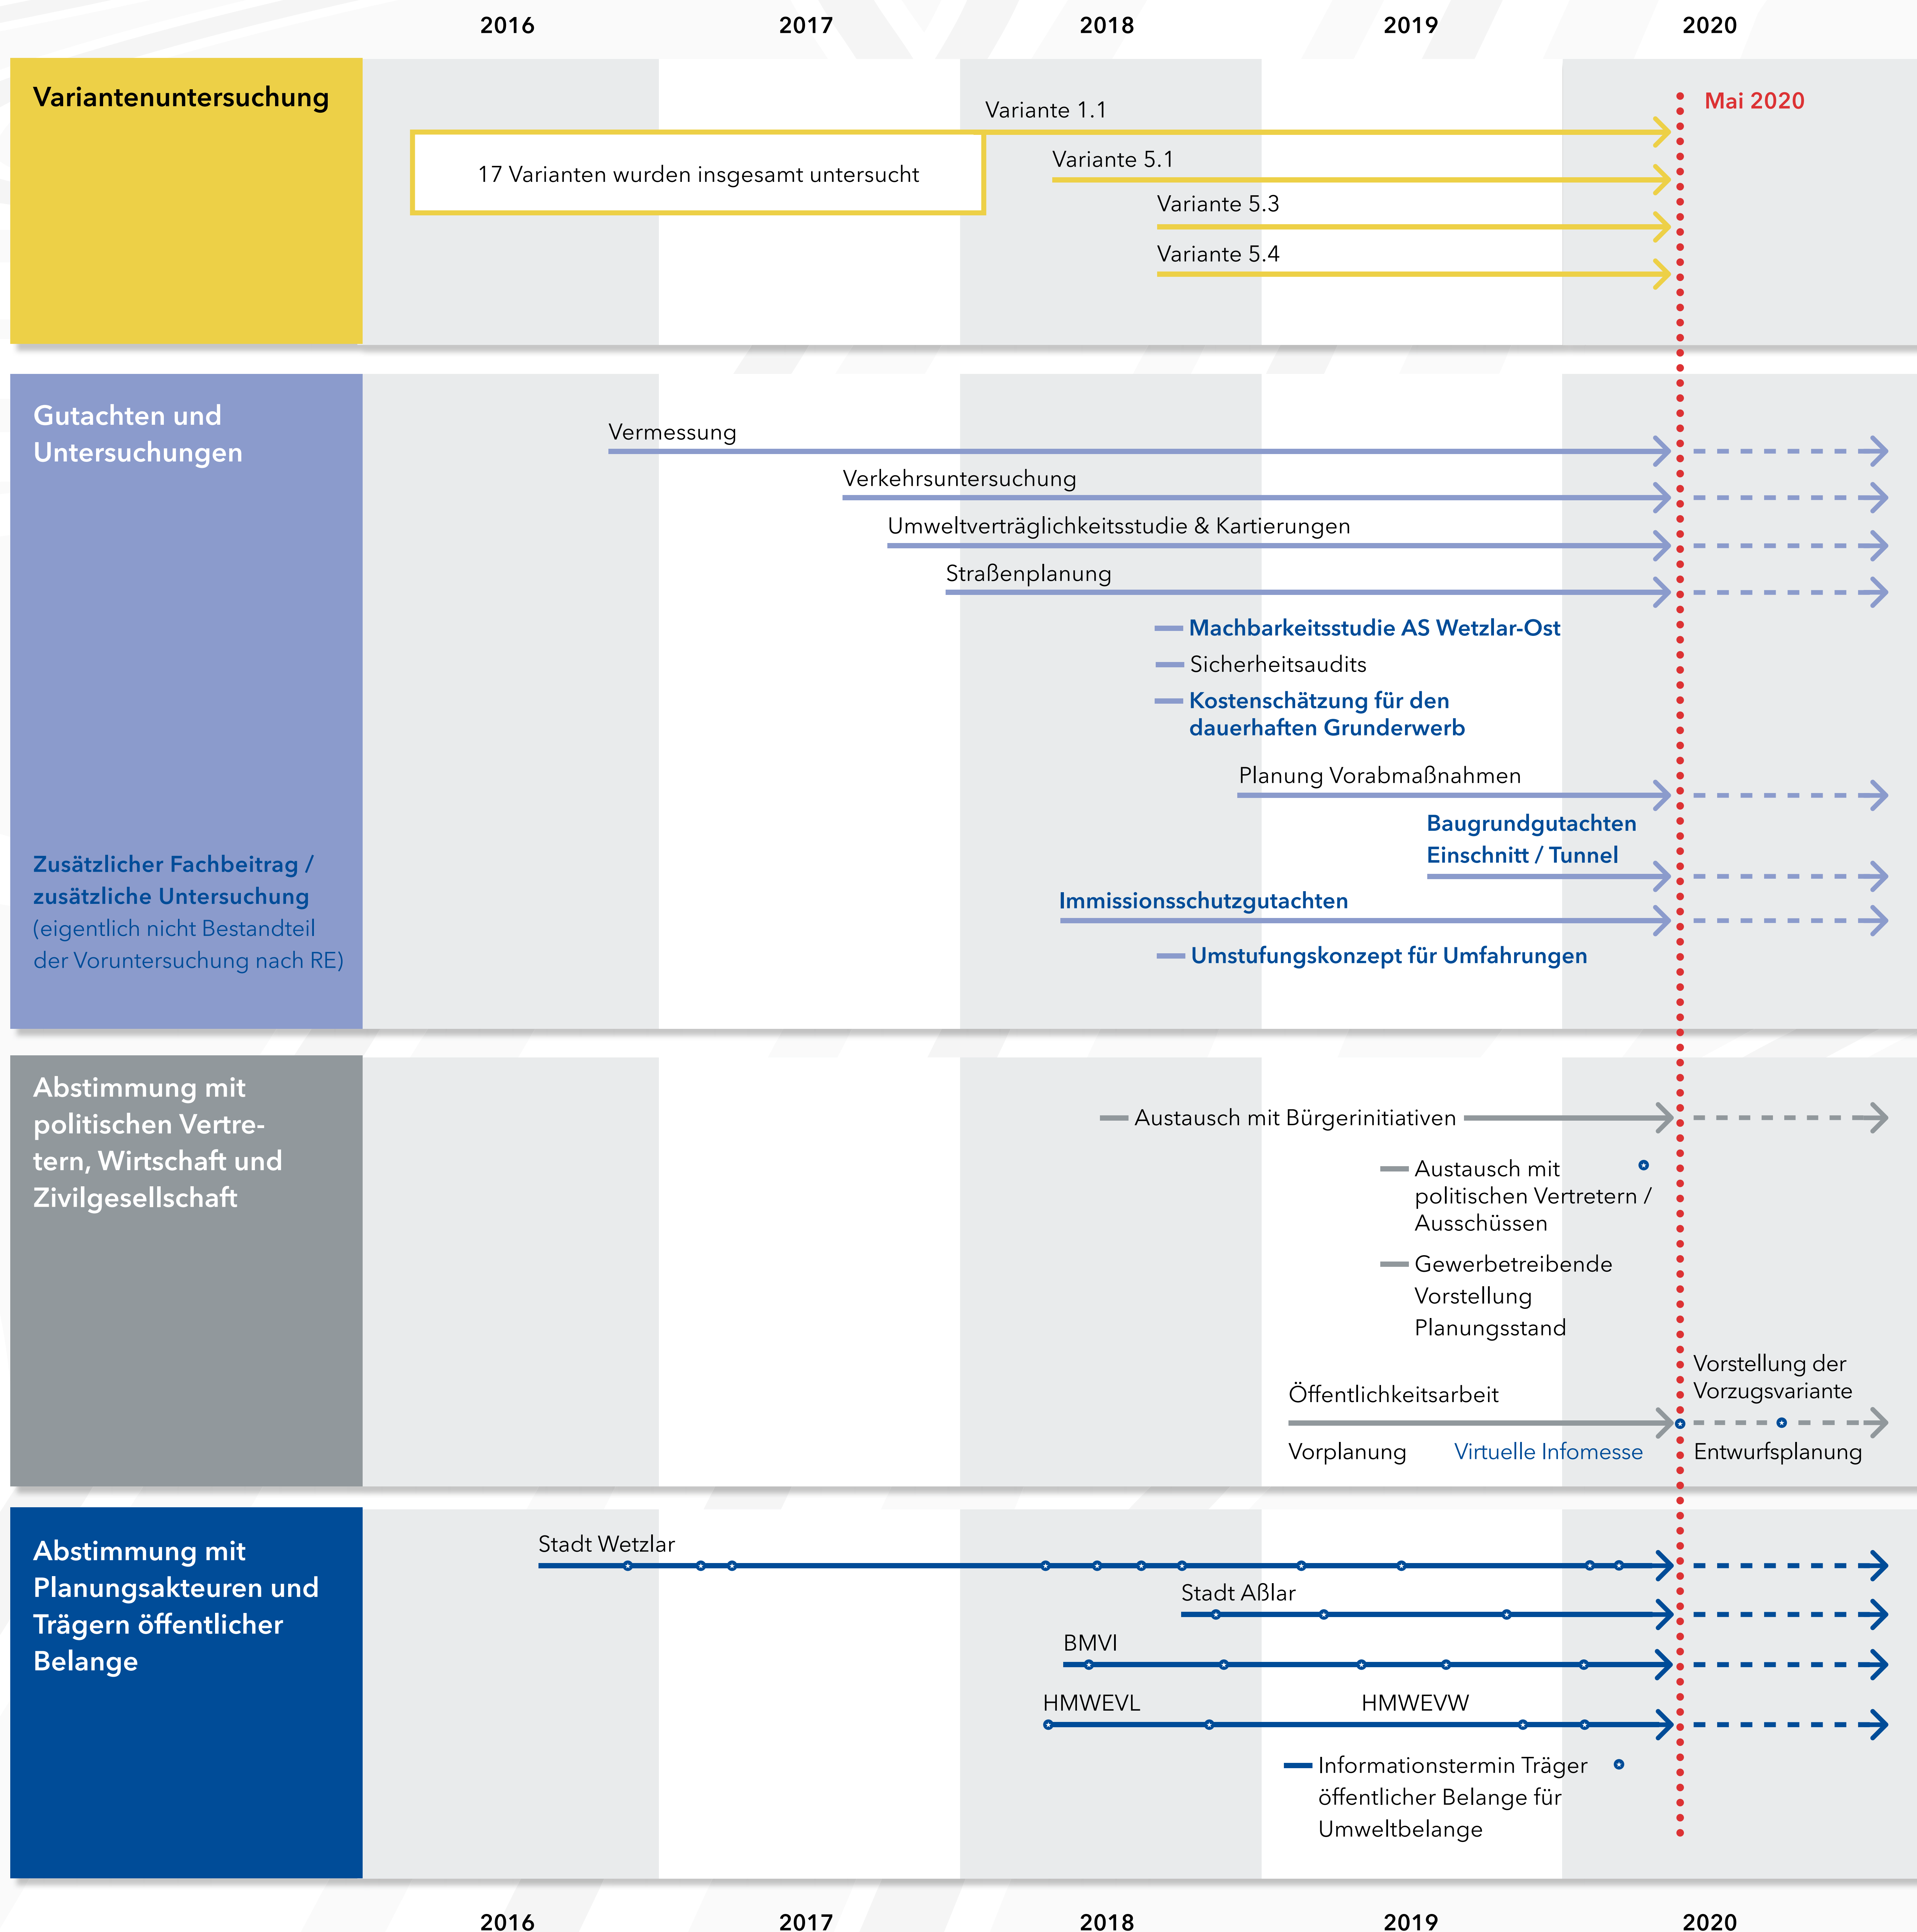 2016 2017 2018 2019 2020
Variantenuntersuchung
Mai 2020
Variante 1.1
17 Varianten wurden insgesamt untersucht
Variante 5.1
Variante 5.3
Variante 5.4
Gutachten und
Untersuchungen
Zusätzlicher Fachbeitrag /
zusätzliche Untersuchung
(eigentlich nicht Bestandteil
der Voruntersuchung nach RE)
Vermessung
Verkehrsuntersuchung
Umweltverträglichkeitsstudie & Kartierungen
Straßenplanung
Machbarkeitsstudie AS Wetzlar-Ost
Sicherheitsaudits
Kostenschätzung für den
dauerhaften Grunderwerb
Planung Vorabmaßnahmen
Baugrundgutachten
Einschnitt / Tunnel
Immissionsschutzgutachten
Umstufungskonzept für Umfahrungen
Abstimmung mit
politischen Vertre-
tern, Wirtschaft und
Zivilgesellschaft
Austausch mit Bürgerinitiativen
Austausch mit
politischen Vertretern /
Ausschüssen
Gewerbetreibende
Vorstellung
Planungsstand
Öffentlichkeitsarbeit
Vorstellung der
Vorzugsvariante
Vorplanung Virtuelle Infomesse Entwurfsplanung
Abstimmung mit
Planungsakteuren und
Trägern öffentlicher
Belange
Stadt Wetzlar
Stadt Aßlar
BMVI
HMWEVL HMWEVW
Informationstermin Träger
öffentlicher Belange für
Umweltbelange
2016 2017 2018 2019 2020